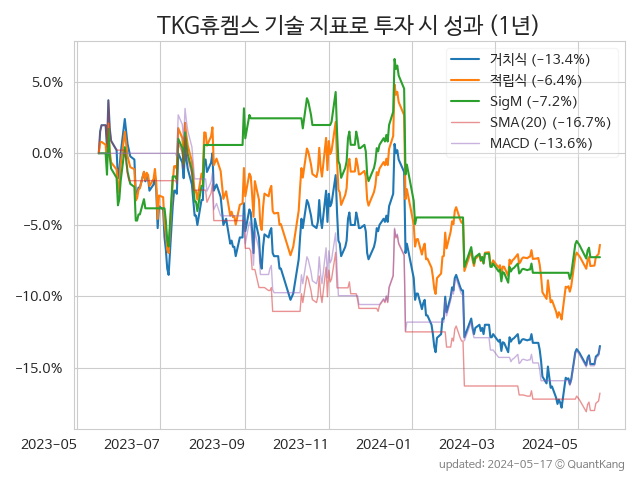 TKG휴켐스 기술 지표로 투자 시 성과 (1년)
거치식 (−13.4%)
적립식 (−6.4%)
SigM (−7.2%)
SMA(20) (−16.7%)
MACD (−13.6%)
5.0%
0.0%
−5.0%
−10.0%
−15.0%
2023-05 2023-07 2023-09 2023-11 2024-01 2024-03 2024-05
updated: 2024-05-17 ⓒ QuantKang